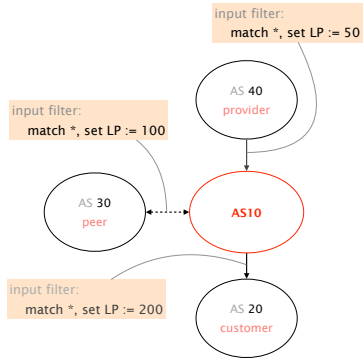 input filter:
match *, set LP := 50
AS 40
provider
input filter:
match *, set LP := 100
AS 30
peer
AS10
input filter:
match *, set LP := 200
AS 20
customer